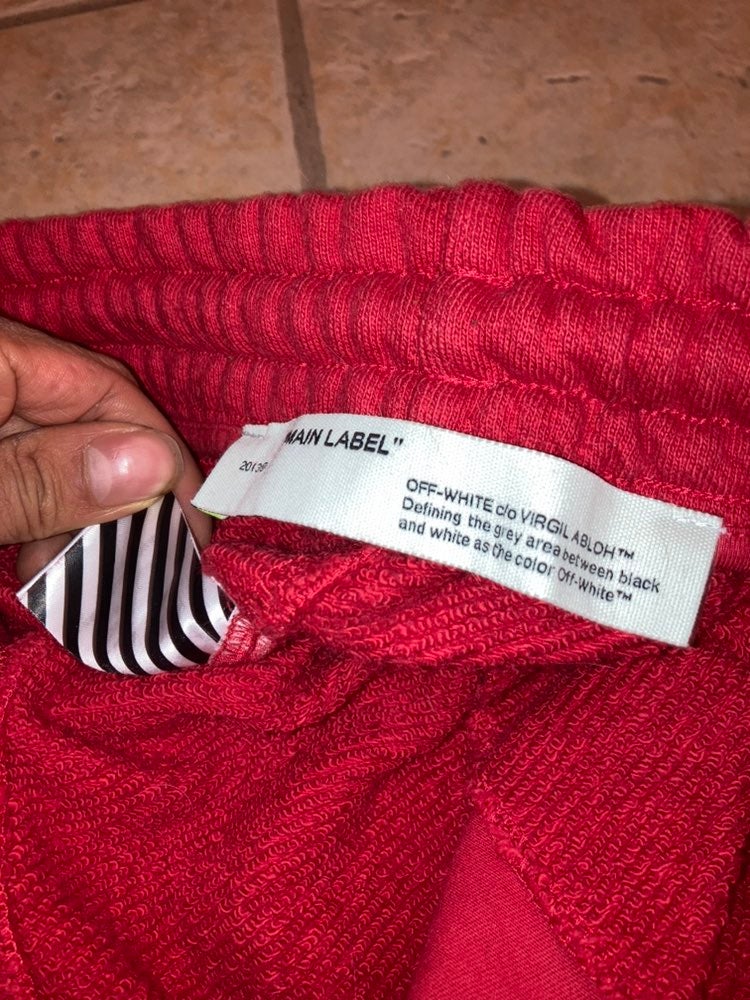 "MAIN LABEL"
OFF-WHITE c/o VIRGIL ABLOH™
Defining the grey area between black
and white as the color Off-White™